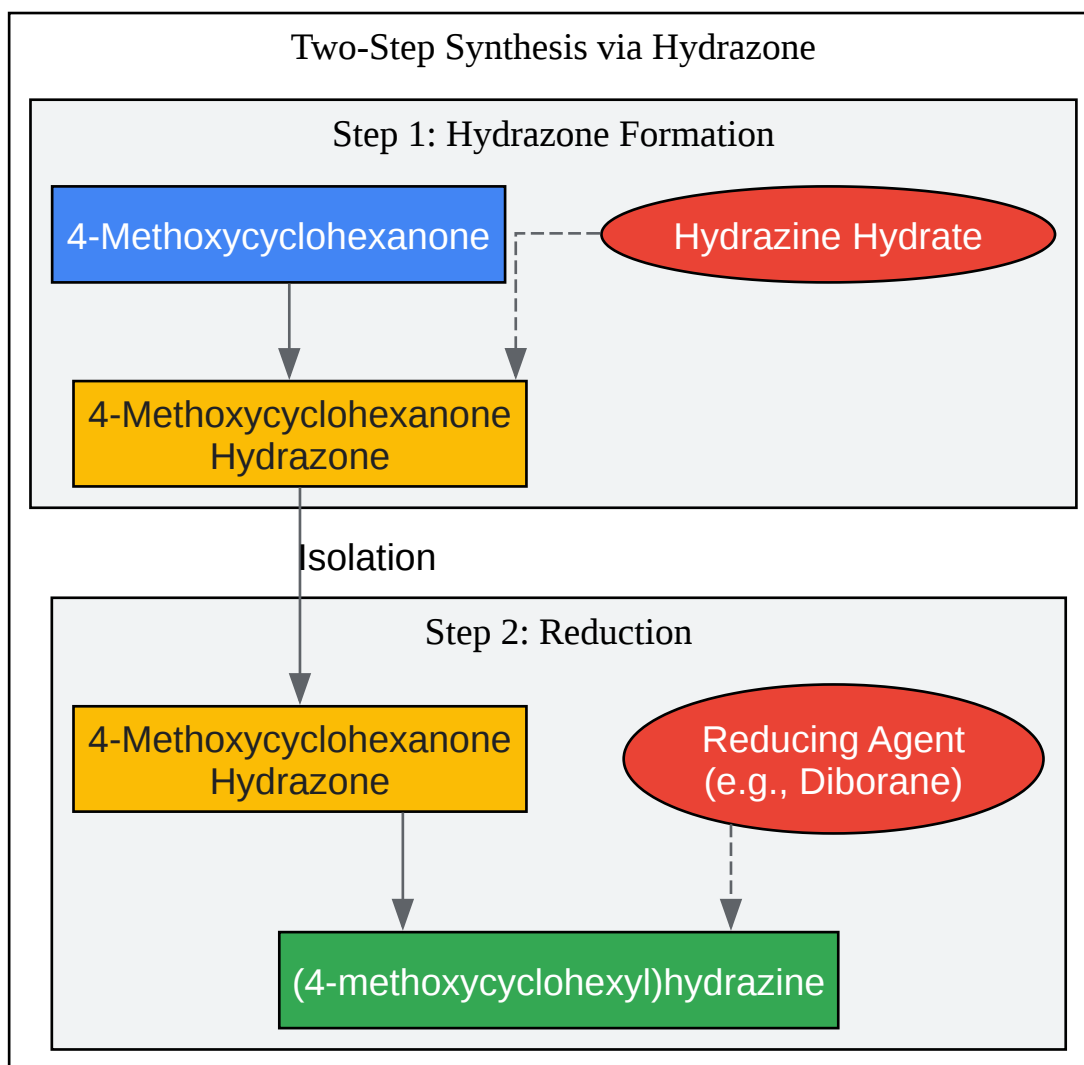 Two-Step Synthesis via Hydrazone
Step 1: Hydrazone Formation
4-Methoxycyclohexanone
Hydrazine Hydrate
4-Methoxycyclohexanone
Hydrazone
Isolation
Step 2: Reduction
4-Methoxycyclohexanone
Hydrazone
Reducing Agent
(e.g., Diborane)
(4-methoxycyclohexyl)hydrazine